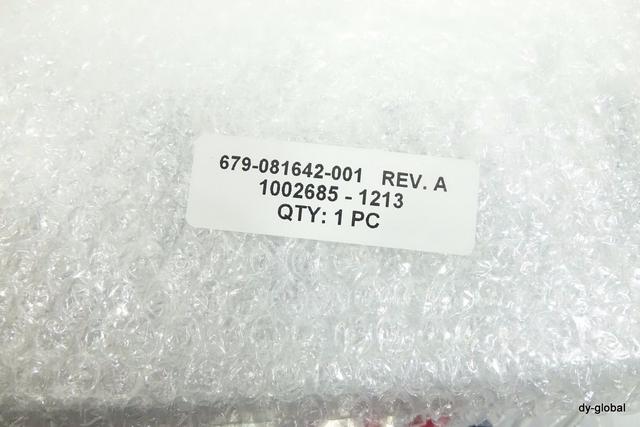 679-081642-001 REV. A
1002685 - 1213
QTY: 1 PC
dy-global